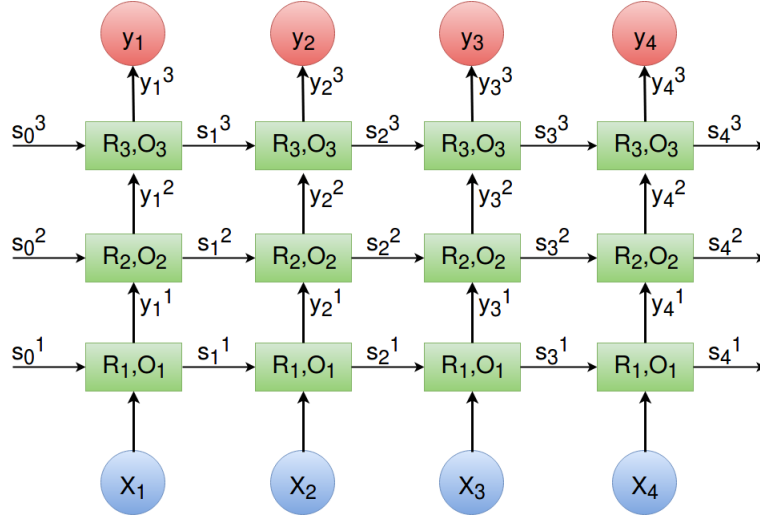 y₁ y₂ y₃ y₄
y₁³ y₂³ y₃³ y₄³
s₀³ R₃,O₃ s₁³ R₃,O₃ s₂³ R₃,O₃ s₃³ R₃,O₃ s₄³
y₁² y₂² y₃² y₄²
s₀² R₂,O₂ s₁² R₂,O₂ s₂² R₂,O₂ s₃² R₂,O₂ s₄²
y₁¹ y₂¹ y₃¹ y₄¹
s₀¹ R₁,O₁ s₁¹ R₁,O₁ s₂¹ R₁,O₁ s₃¹ R₁,O₁ s₄¹
X₁ X₂ X₃ X₄